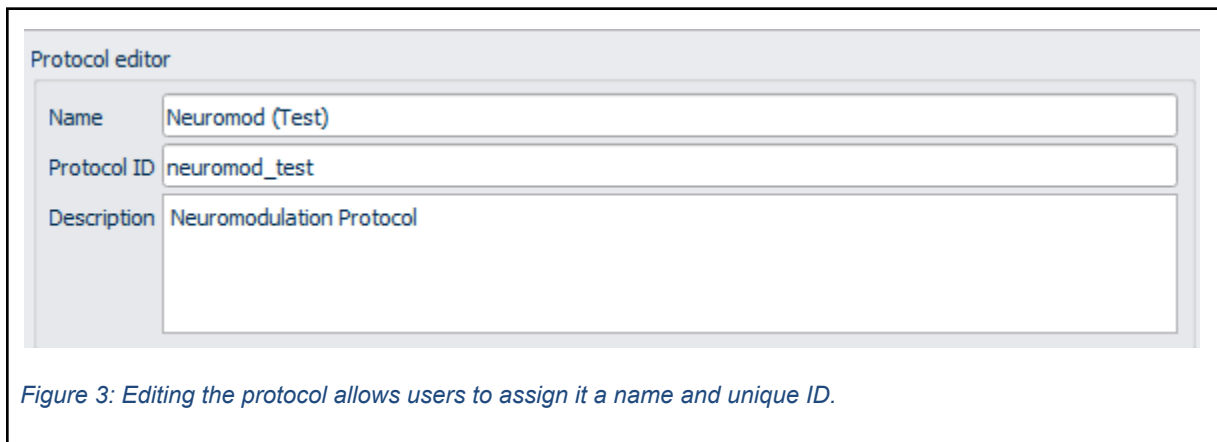 Protocol editor
Name Neuromod (Test)
Protocol ID neuromod_test
Description Neuromodulation Protocol
Figure 3: Editing the protocol allows users to assign it a name and unique ID.